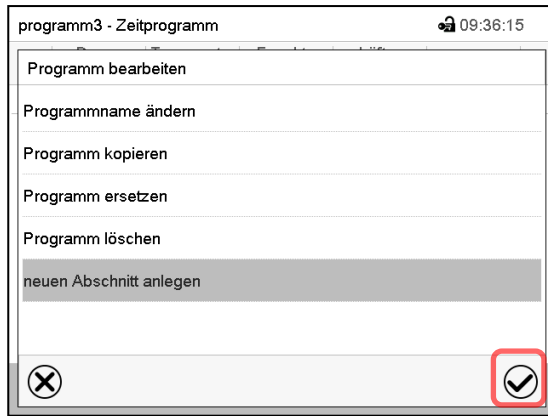 programm3 - Zeitprogramm 09:36:15
Programm bearbeiten
Programmname ändern
Programm kopieren
Programm ersetzen
Programm löschen
neuen Abschnitt anlegen